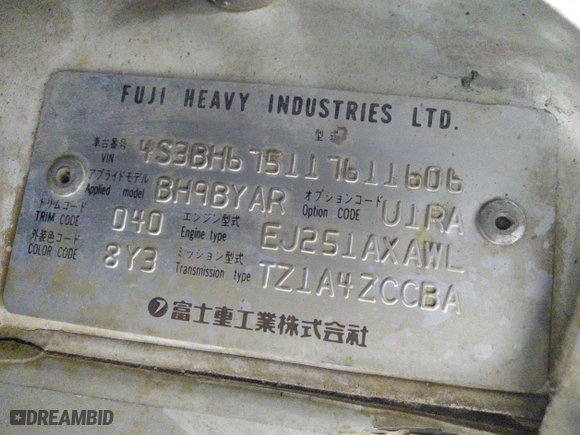 FUJI HEAVY INDUSTRIES LTD.
型式
車台番号 VIN 4S3BH675117611606
アプライドモデル Applied model BH9BYAR オプションコード Option CODE U1RA
トリムコード TRIM CODE 040 エンジン型式 Engine type EJ251AXAWL
外装色コード COLOR CODE 8Y3 ミッション型式 Transmission type TZ1A4ZCCBA
富士重工業株式会社
DREAMBID